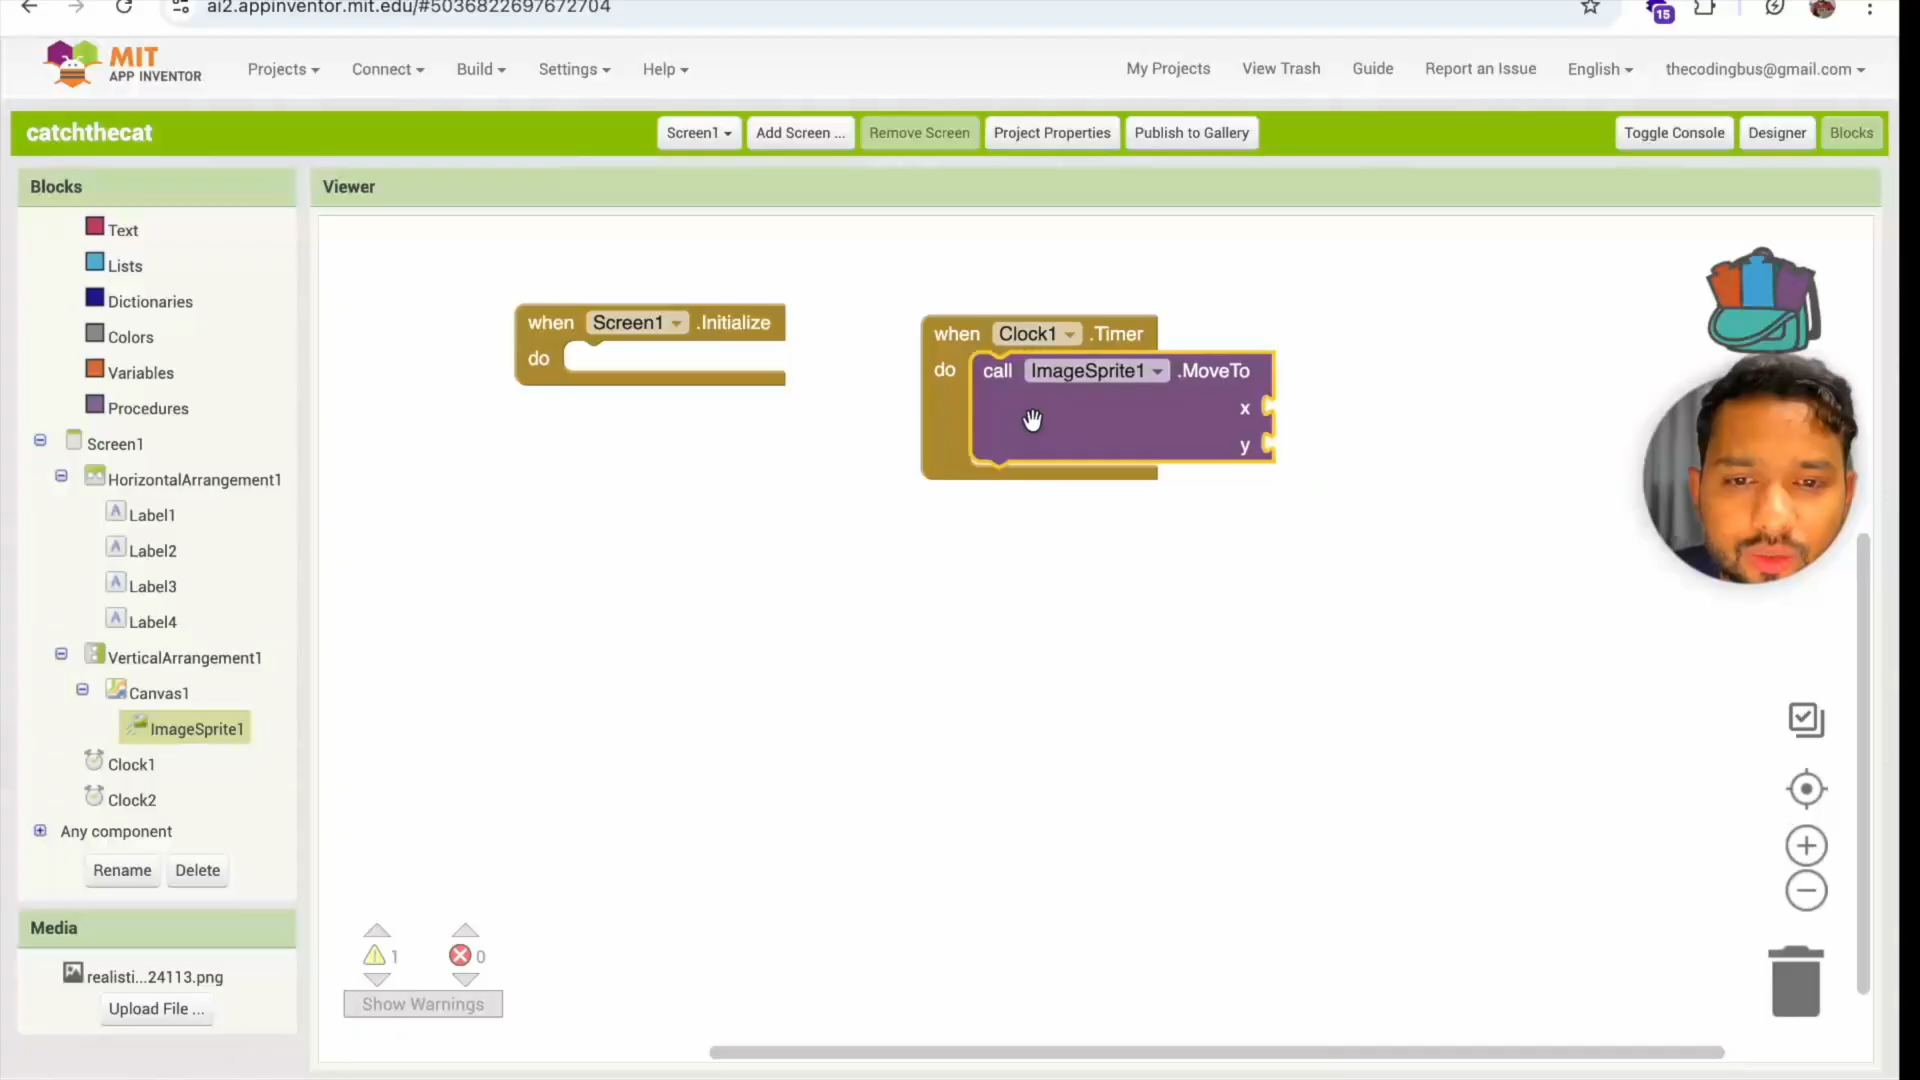 ai2.appinventor.mit.edu/#5036822697672704
15
MIT
APP INVENTOR
Projects
Connect
Build
Settings
Help
My Projects
View Trash
Guide
Report an Issue
English
thecodingbus@gmail.com
catchthecat
Screen1
Add Screen ...
Remove Screen
Project Properties
Publish to Gallery
Toggle Console
Designer
Blocks
Blocks
Viewer
Text
Lists
Dictionaries
Colors
Variables
Procedures
Screen1
HorizontalArrangement1
A Label1
A Label2
A Label3
A Label4
VerticalArrangement1
Canvas1
ImageSprite1
Clock1
Clock2
Any component
Rename
Delete
Media
realisti...24113.png
Upload File ...
when Screen1 .Initialize
do
when Clock1 .Timer
do call ImageSprite1 .MoveTo
x
y
1
0
Show Warnings